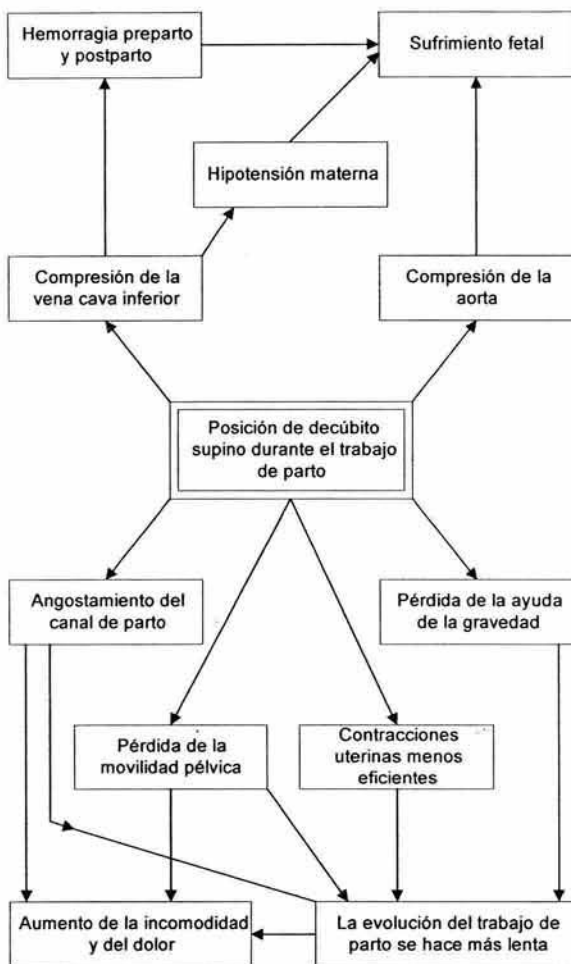 Hemorragia preparto
y postparto
Sufrimiento fetal
Hipotensión materna
Compresión de la
vena cava inferior
Compresión de la
aorta
Posición de decúbito
supino durante el trabajo
de parto
Angostamiento del
canal de parto
Pérdida de la ayuda
de la gravedad
Pérdida de la
movilidad pélvica
Contracciones
uterinas menos
eficientes
Aumento de la incomodidad
y del dolor
La evolución del trabajo de
parto se hace más lenta